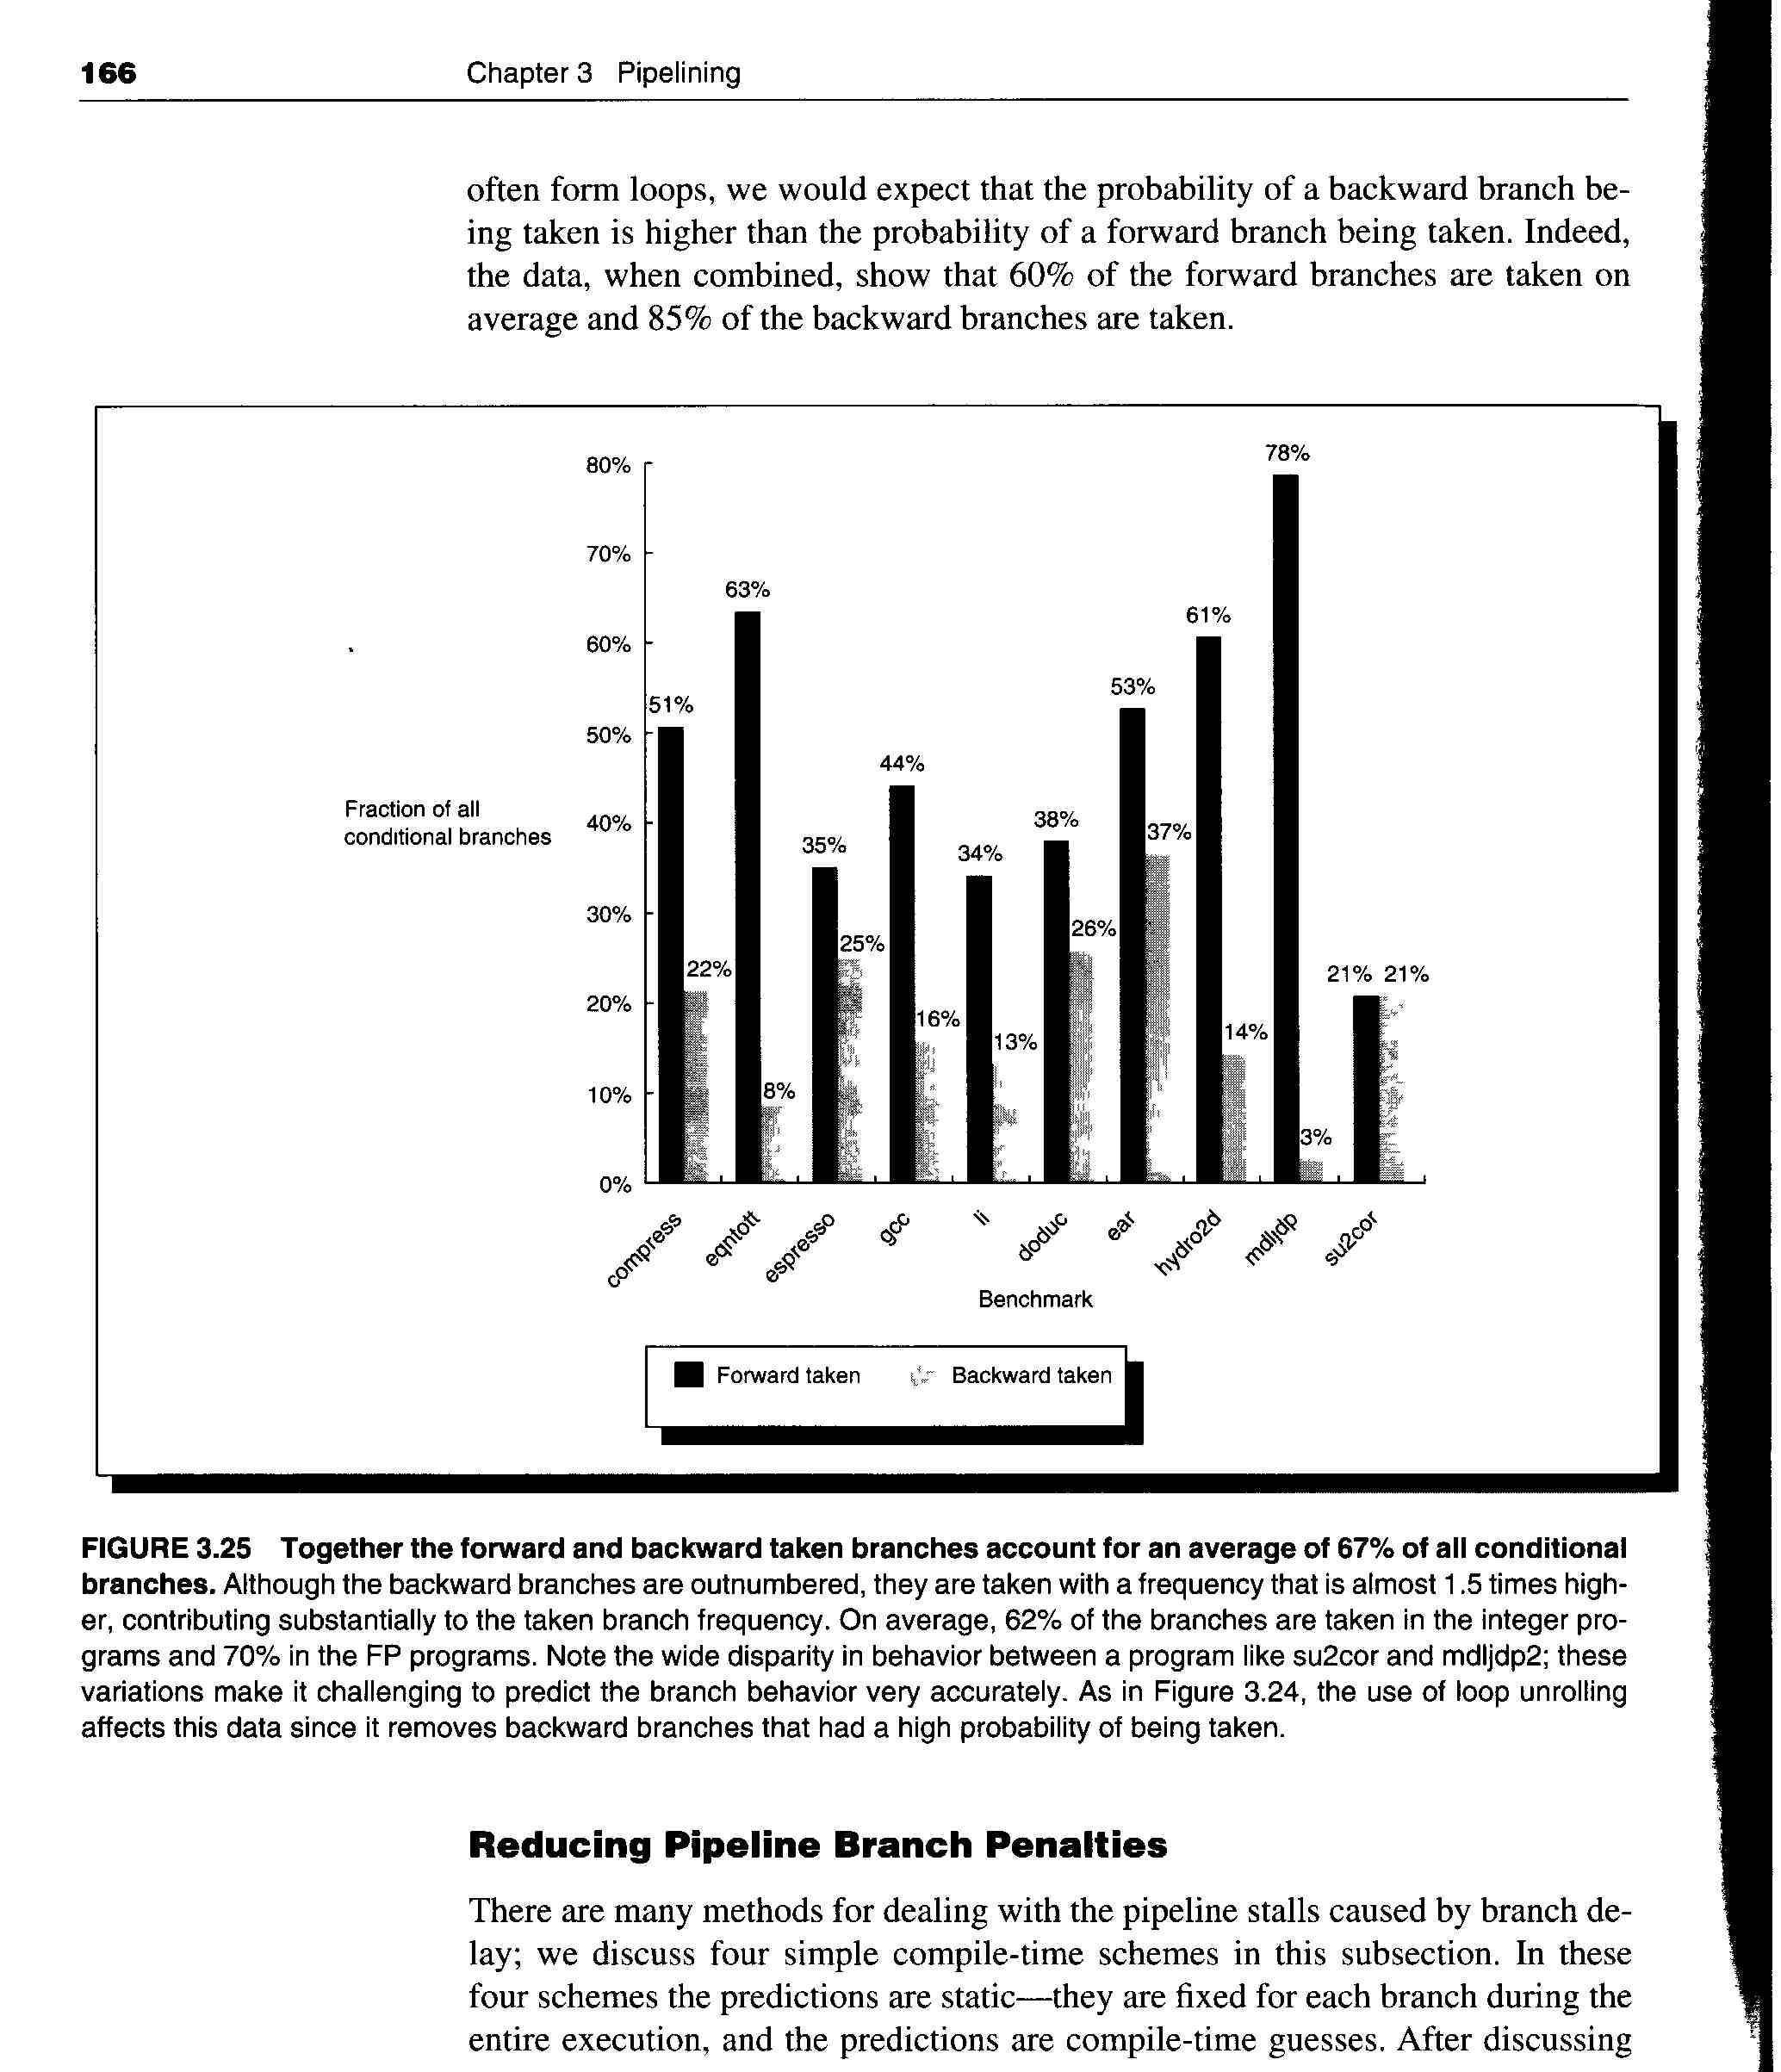 166 Chapter 3 Pipelining
often form loops, we would expect that the probability of a backward branch be-
ing taken is higher than the probability of a forward branch being taken. Indeed,
the data, when combined, show that 60% of the forward branches are taken on
average and 85% of the backward branches are taken.
80%
70%
60%
50%
40%
30%
20%
10%
0%
Fraction of all
conditional branches
51%
22%
63%
8%
35%
25%
44%
16%
34%
13%
38%
26%
53%
37%
61%
14%
78%
3%
21% 21%
compress
eqntott
espresso
gcc
li
doduc
ear
hydro2d
mdljdp
su2cor
Benchmark
Forward taken Backward taken
FIGURE 3.25 Together the forward and backward taken branches account for an average of 67% of all conditional
branches. Although the backward branches are outnumbered, they are taken with a frequency that is almost 1.5 times high-
er, contributing substantially to the taken branch frequency. On average, 62% of the branches are taken in the integer pro-
grams and 70% in the FP programs. Note the wide disparity in behavior between a program like su2cor and mdljdp2; these
variations make it challenging to predict the branch behavior very accurately. As in Figure 3.24, the use of loop unrolling
affects this data since it removes backward branches that had a high probability of being taken.
Reducing Pipeline Branch Penalties
There are many methods for dealing with the pipeline stalls caused by branch de-
lay; we discuss four simple compile-time schemes in this subsection. In these
four schemes the predictions are static—they are fixed for each branch during the
entire execution, and the predictions are compile-time guesses. After discussing